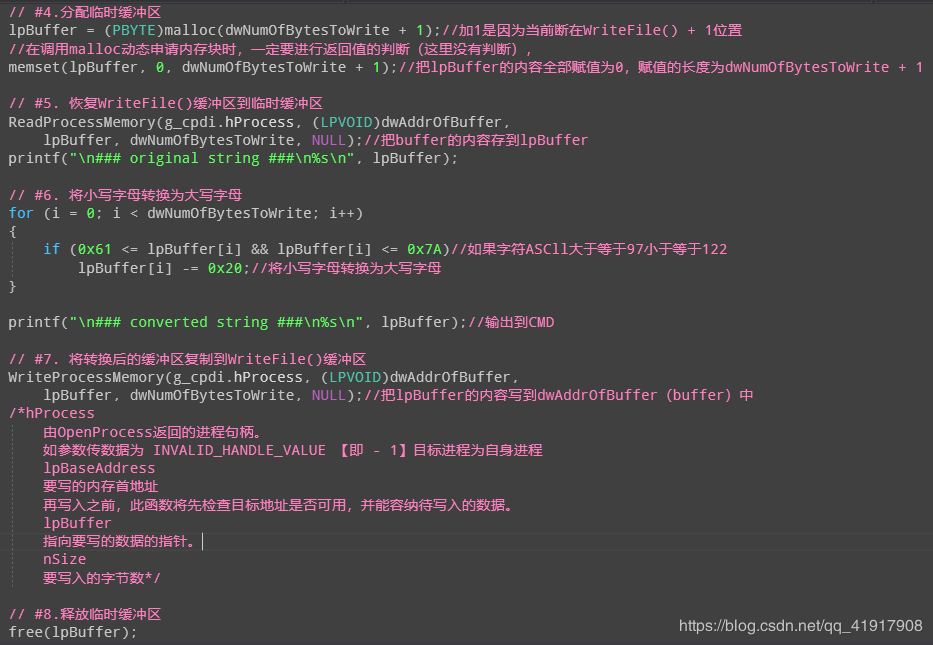 // #4.分配临时缓冲区
lpBuffer = (PBYTE)malloc(dwNumOfBytesToWrite + 1);//加1是因为当前断在WriteFile() + 1位置
//在调用malloc动态申请内存块时，一定要进行返回值的判断（这里没有判断）,
memset(lpBuffer, 0, dwNumOfBytesToWrite + 1);//把lpBuffer的内容全部赋值为0，赋值的长度为dwNumOfBytesToWrite + 1
// #5. 恢复WriteFile()缓冲区到临时缓冲区
ReadProcessMemory(g_cpdi.hProcess, (LPVOID)dwAddrOfBuffer,
lpBuffer, dwNumOfBytesToWrite, NULL);//把buffer的内容存到lpBuffer
printf("\n### original string ###\n%s\n", lpBuffer);
// #6. 将小写字母转换为大写字母
for (i = 0; i < dwNumOfBytesToWrite; i++)
{
if (0x61 <= lpBuffer[i] && lpBuffer[i] <= 0x7A)//如果字符ASCll大于等于97小于等于122
lpBuffer[i] -= 0x20;//将小写字母转换为大写字母
}
printf("\n### converted string ###\n%s\n", lpBuffer);//输出到CMD
// #7. 将转换后的缓冲区复制到WriteFile()缓冲区
WriteProcessMemory(g_cpdi.hProcess, (LPVOID)dwAddrOfBuffer,
lpBuffer, dwNumOfBytesToWrite, NULL);//把lpBuffer的内容写到dwAddrOfBuffer（buffer）中
/*hProcess
由OpenProcess返回的进程句柄。
如参数传数据为 INVALID_HANDLE_VALUE 【即 - 1】目标进程为自身进程
lpBaseAddress
要写的内存首地址
再写入之前，此函数将先检查目标地址是否可用，并能容纳待写入的数据。
lpBuffer
指向要写的数据的指针。
nSize
要写入的字节数*/
// #8.释放临时缓冲区
free(lpBuffer);
https://blog.csdn.net/qq_41917908